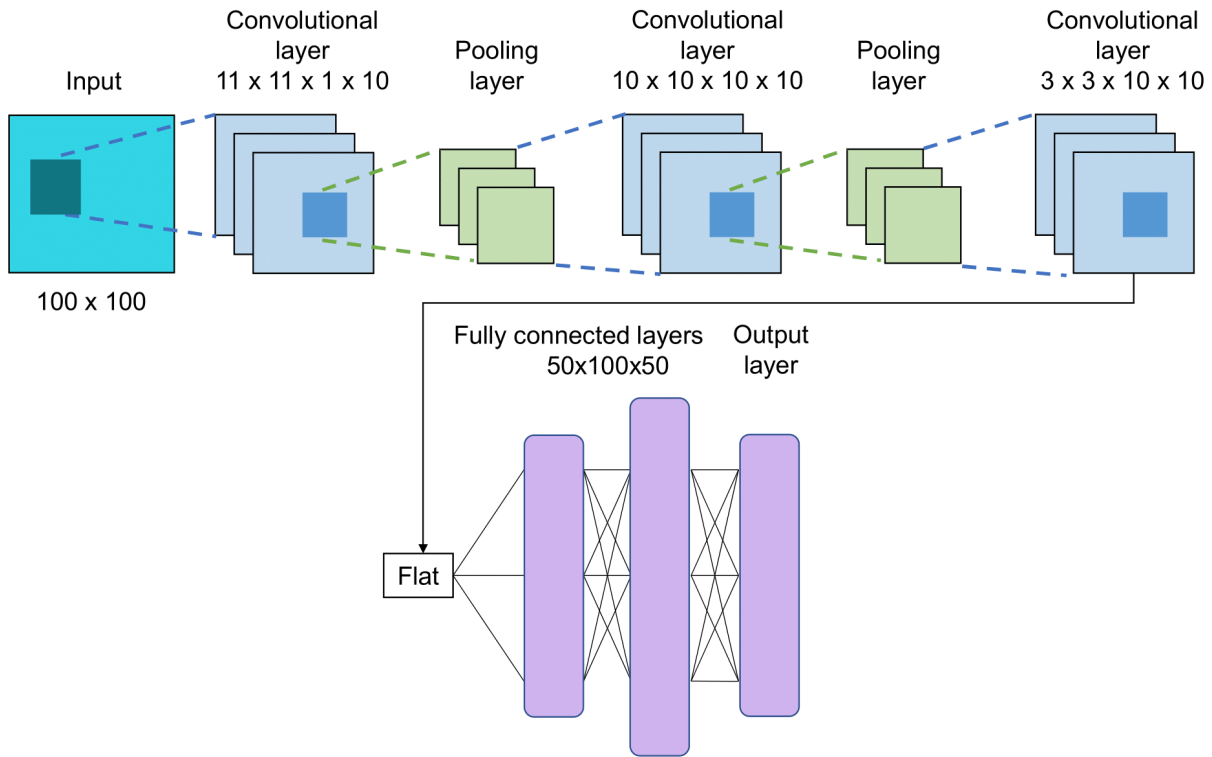 Input
100 x 100
Convolutional
layer
11 x 11 x 1 x 10
Pooling
layer
Convolutional
layer
10 x 10 x 10 x 10
Pooling
layer
Convolutional
layer
3 x 3 x 10 x 10
Fully connected layers
50x100x50
Output
layer
Flat